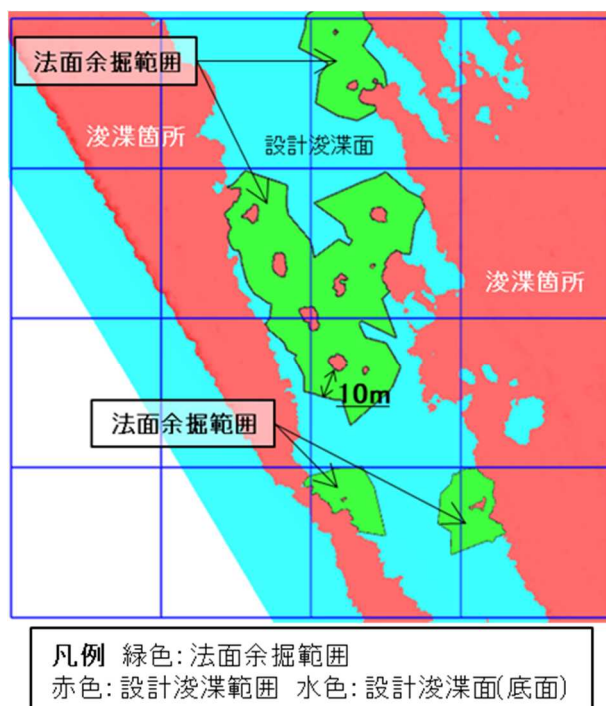 法面余掘範囲
浚渫箇所
設計浚渫面
浚渫箇所
10m
法面余掘範囲
凡例 緑色:法面余掘範囲
赤色:設計浚渫範囲 水色:設計浚渫面(底面)